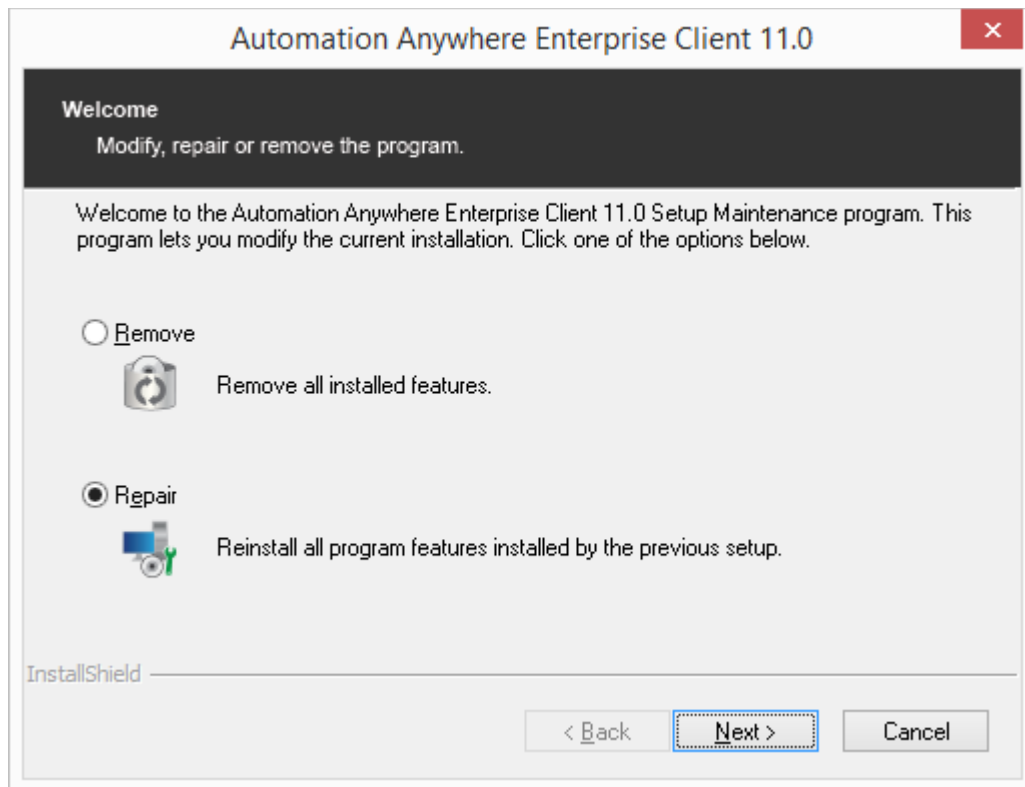 Automation Anywhere Enterprise Client 11.0
Welcome
Modify, repair or remove the program.
Welcome to the Automation Anywhere Enterprise Client 11.0 Setup Maintenance program. This
program lets you modify the current installation. Click one of the options below.
Remove
Remove all installed features.
Repair
Reinstall all program features installed by the previous setup.
InstallShield
< Back
Next >
Cancel